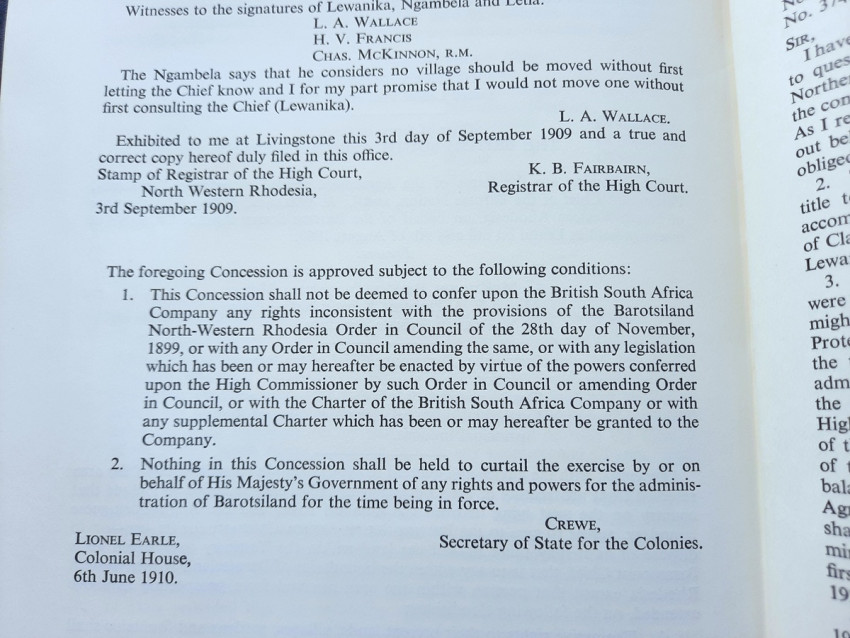 Witnesses to the signatures of Lewanika, Ngambela and Letia.
L. A. WALLACE
H. V. FRANCIS
CHAS. MCKINNON, R.M.
The Ngambela says that he considers no village should be moved without first
letting the Chief know and I for my part promise that I would not move one without
first consulting the Chief (Lewanika).
L. A. WALLACE.
Exhibited to me at Livingstone this 3rd day of September 1909 and a true and
correct copy hereof duly filed in this office.
Stamp of Registrar of the High Court,
North Western Rhodesia,
3rd September 1909.
K. B. FAIRBAIRN,
Registrar of the High Court.
The foregoing Concession is approved subject to the following conditions:
1. This Concession shall not be deemed to confer upon the British South Africa
Company any rights inconsistent with the provisions of the Barotsiland
North-Western Rhodesia Order in Council of the 28th day of November,
1899, or with any Order in Council amending the same, or with any legislation
which has been or may hereafter be enacted by virtue of the powers conferred
upon the High Commissioner by such Order in Council or amending Order
in Council, or with the Charter of the British South Africa Company or with
any supplemental Charter which has been or may hereafter be granted to the
Company.
2. Nothing in this Concession shall be held to curtail the exercise by or on
behalf of His Majesty's Government of any rights and powers for the adminis-
tration of Barotsiland for the time being in force.
CREWE,
Secretary of State for the Colonies.
LIONEL EARLE,
Colonial House,
6th June 1910.
No.
SIR,
I have
to ques
Northe
the con
As I re
out be
obliged
2.
title t
accom
of Cla
Lewa
3.
were
migh
Prote
the
adm
the
High
of t
of
bala
Agr
sha
mi
firs
19